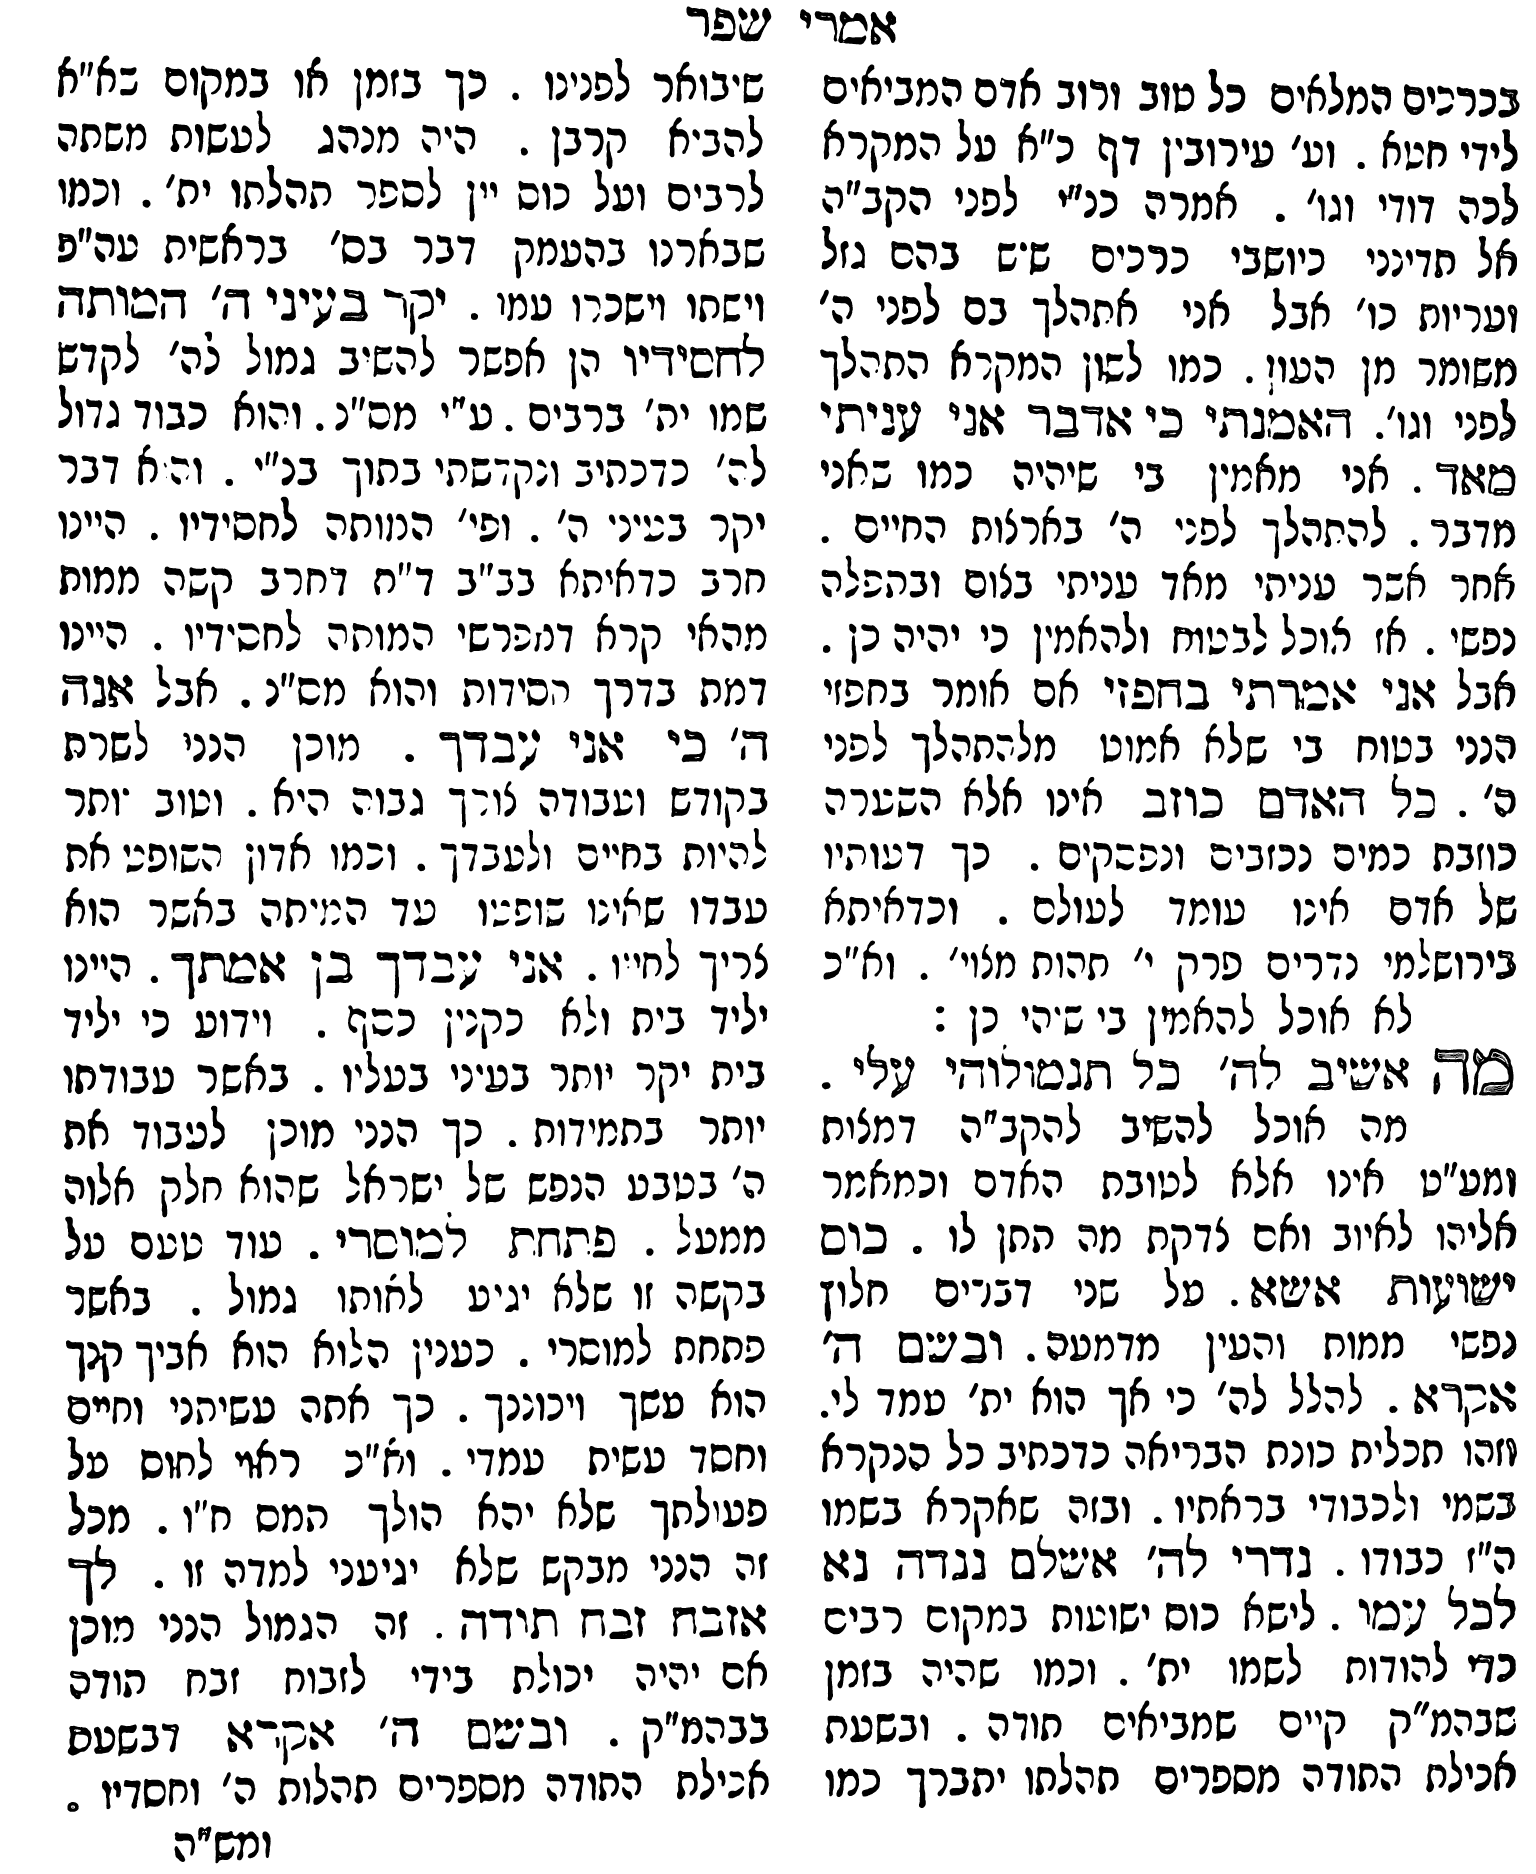 אמרי שפר
בכרכים המלאים כל טוב ורוב אדם המביאים
לידי חטא . וע׳ עירובין דף כ״א על המקרא
לכה דודי וגו׳ . אמרה כנ״י לפני הקב״ה
אל תדינני כיושבי כרכים שיש בהם גזל
ועריות כו׳ אבל אני אתהלך בם לפני ה׳
משומר מן העון . כמו לשון המקרא התהלך
לפני וגו׳. האמנתי כי אדבר אני עניתי
מאד . אני מאמין בי שיהיה כמו שאני
מדבר . להתהלך לפני ה׳ בארצות החיים .
אחר אשר עניתי מאד עניתי בצום ובתפלה
נפשי . אז אוכל לבטוח ולהאמין כי יהיה כן .
אבל אני אמרתי בחפזי אם אומר בחפזי
הנני בטוח בי שלא אמוט מלהתהלך לפני
ה׳ . כל האדם כוזב אינו אלא השערה
כוזבת כמים נכזבים ונפסקים . כך דעותיו
של אדם אינו עומד לעולם . וכדאיתא
בירושלמי נדרים פרק י׳ תהות מצוי׳ . וא״כ
לא אוכל להאמין בי שיהי כן :
מה אשיב לה׳ כל תגמולוהי עלי .
מה אוכל להשיב להקב״ה דמצות
ומע״ט אינו אלא לטובת האדם וכמאמר
אליהו לאיוב ואם צדקת מה תתן לו . כוס
ישועות אשא . על שני דברים חלוץ
נפשי ממות והעין מדמעה . ובשם ה׳
אקרא . להלל לה׳ כי אך הוא ית׳ עמד לי.
וזהו תכלית כונת הבריאה כדכתיב כל הנקרא
בשמי ולכבודי בראתיו . ובזה שאקרא בשמו
ה״ז כבודו . נדרי לה׳ אשלם נגדה נא
לכל עמו . לישא כוס ישועות במקום רבים
כדי להודות לשמו ית׳ . וכמו שהיה בזמן
שבהמ״ק קיים שמביאים תודה . ובשעת
אכילת התודה מספרים תהלתו יתברך כמו
שיבואר לפנינו . כך בזמן או במקום שא״א
להביא קרבן . היה מנהג לעשות משתה
לרבים ועל כוס יין לספר תהלתו ית׳ . וכמו
שבארנו בהעמק דבר בס׳ בראשית עה״פ
וישתו וישכרו עמו . יקר בעיני ה׳ המותה
לחסידיו הן אפשר להשיב גמול לה׳ לקדש
שמו ית׳ ברבים . ע״י מס״נ . והוא כבוד גדול
לה׳ כדכתיב ונקדשתי בתוך בנ״י . והוא דבר
יקר בעיני ה׳ . ופי׳ המותה לחסידיו . היינו
חרב כדאיתא בב״ב ד״ח דחרב קשה ממות
מהאי קרא דמפרשי המותה לחסידיו . היינו
דמת בדרך חסידות והוא מס״נ . אבל אנה
ה׳ כי אני עבדך . מוכן הנני לשרת
בקודש ועבודה צורך גבוה היא . וטוב יותר
להיות בחיים ולעבדך . וכמו אדון השופט את
עבדו שאינו שופטו עד המיתה באשר הוא
צריך לחייו . אני עבדך בן אמתך . היינו
יליד בית ולא כקנין כסף . וידוע כי יליד
בית יקר יותר בעיני בעליו . באשר עבודתו
יותר בתמידות . כך הנני מוכן לעבוד את
ה׳ בטבע הנפש של ישראל שהוא חלק אלוה
ממעל . פתחת למוסרי . עוד טעם על
בקשה זו שלא יגיע לאותו גמול . באשר
פתחת למוסרי . כענין הלוא הוא אביך קנך
הוא עשך ויכוננך . כך אתה עשיתני וחיים
וחסד עשית עמדי . וא״כ ראוי לחום על
פעולתך שלא יהא הולך המס ח״ו . מכל
זה הנני מבקש שלא יגיעני למדה זו . לך
אזבח זבח תודה . זה הגמול הנני מוכן
אם יהיה יכולת בידי לזבוח זבח תודה
בבהמ״ק . ובשם ה׳ אקרא דבשעם
אכילת התודה מספרים תהלות ה׳ וחסדיו .
ומש״ה